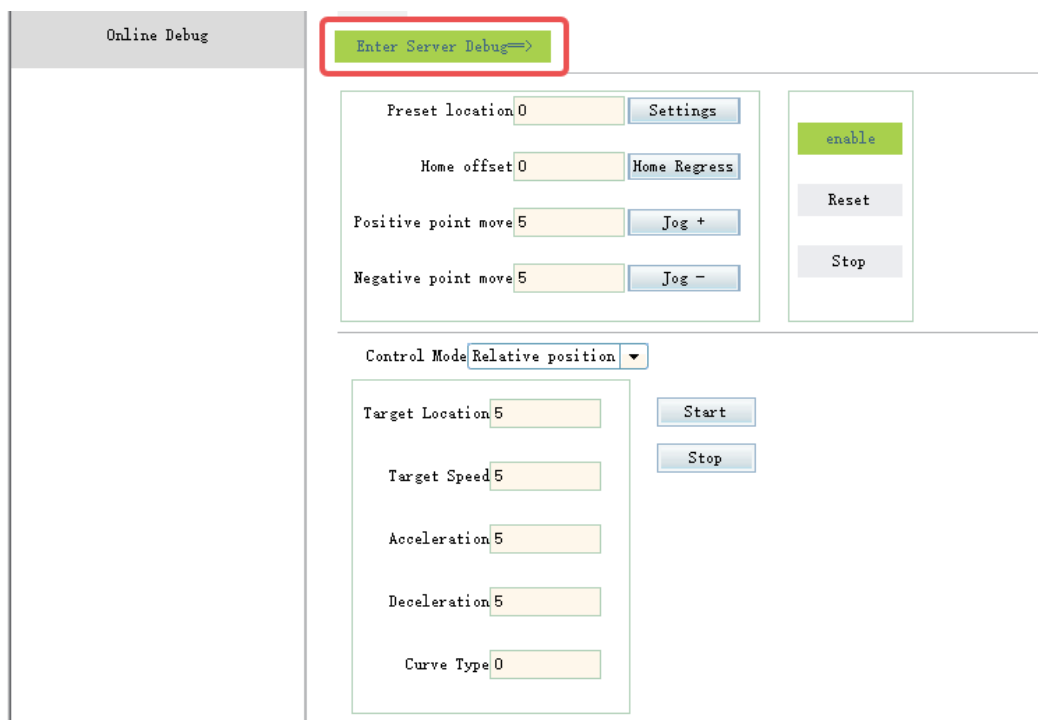 Online Debug
Enter Server Debug==>
Preset location 0 Settings
Home offset 0 Home Regress
Positive point move 5 Jog +
Negative point move 5 Jog -
enable
Reset
Stop
Control Mode Relative position
Target Location 5
Target Speed 5
Acceleration 5
Deceleration 5
Curve Type 0
Start
Stop